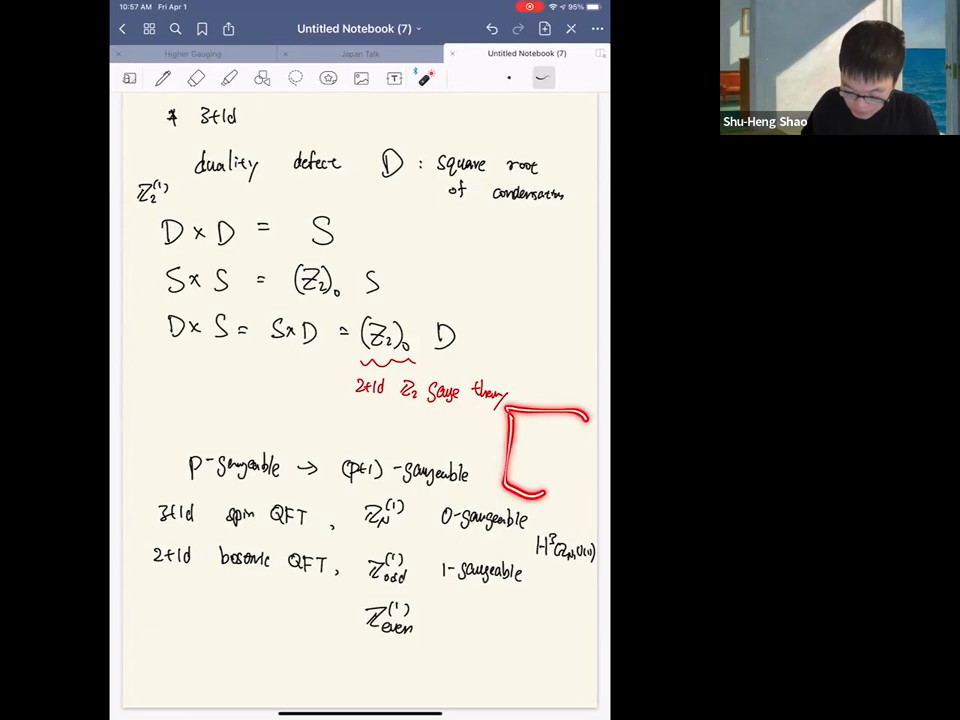 10:57 AM Fri Apr 1
95%
Untitled Notebook (7)
Higher Gauging
Japan Talk
Untitled Notebook (7)
Shu-Heng Shao
* 3+1d
duality defect D : square root
of condensation
ℤ₂⁽¹⁾
D × D = S
S × S = (ℤ₂)₀ S
D × S = S × D = (ℤ₂)₀ D
2+1d ℤ₂ gauge theory
p-gaugeable → (p+1)-gaugeable
3+1d spin QFT, ℤ_N⁽¹⁾ 0-gaugeable
H³(ℤ_N, U(1))
2+1d bosonic QFT, ℤ_odd⁽¹⁾ 1-gaugeable
ℤ_even⁽¹⁾